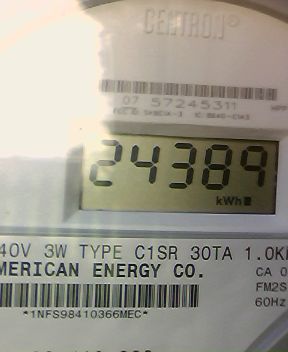 CENTRON®
07 57245311
24389
kWh
40V 3W TYPE C1SR 30TA 1.0K
MERICAN ENERGY CO.
CA 0
FM2S
60Hz
*1NFS98410366MEC*